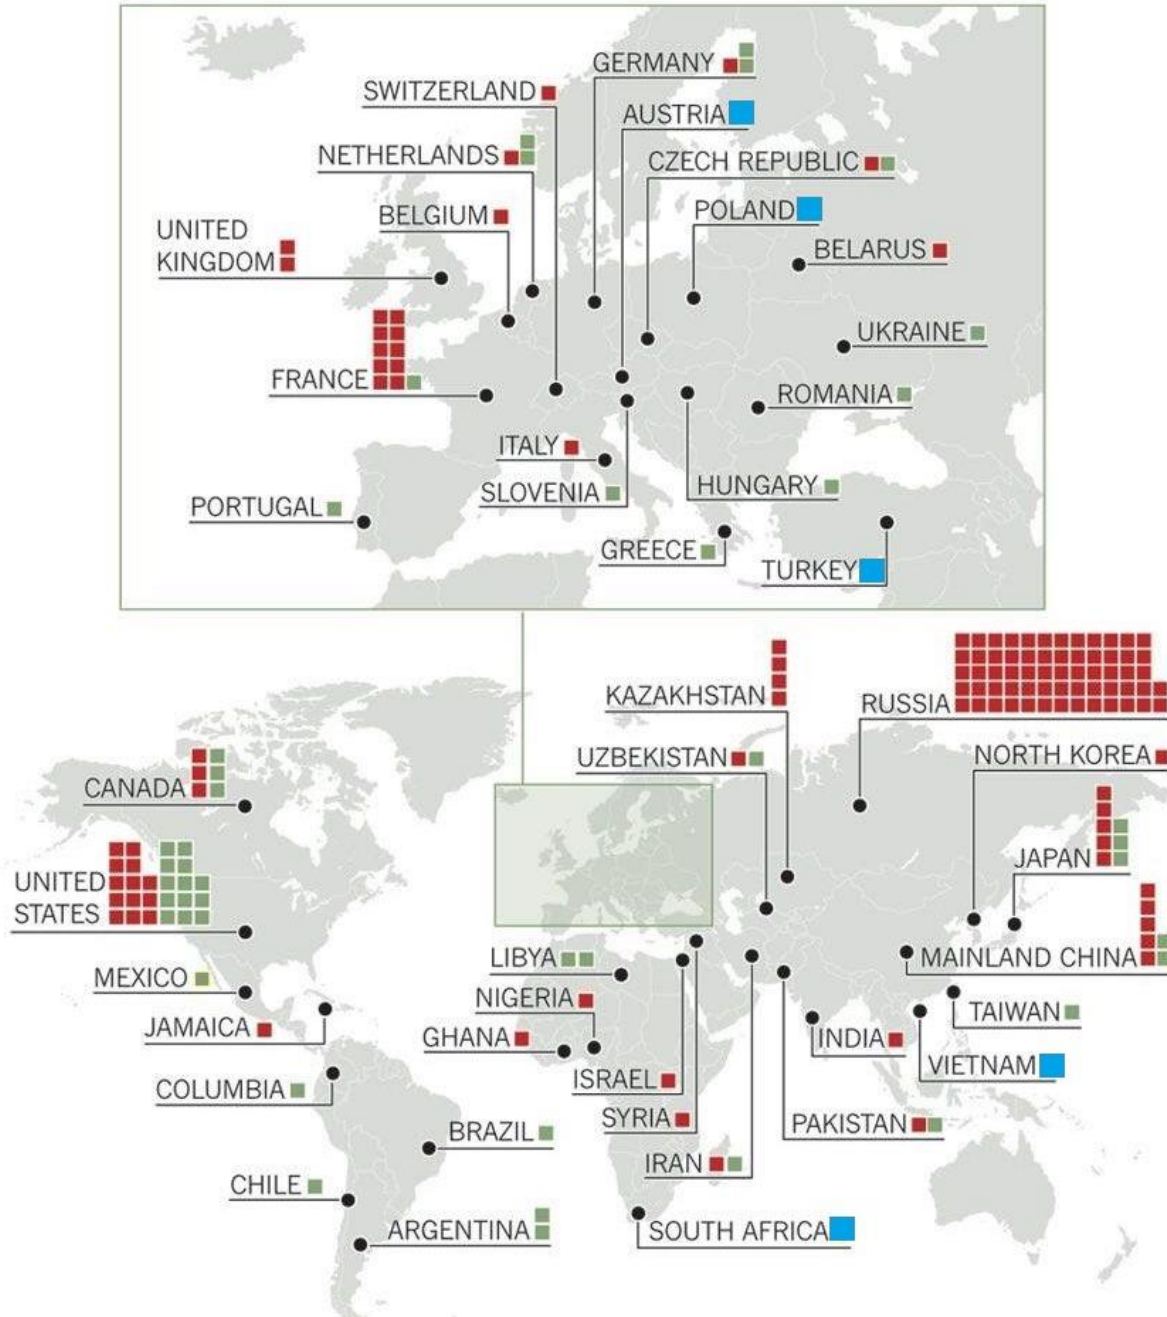 GERMANY
SWITZERLAND
AUSTRIA
NETHERLANDS
CZECH REPUBLIC
BELGIUM
POLAND
UNITED
KINGDOM
BELARUS
UKRAINE
FRANCE
ROMANIA
ITALY
SLOVENIA
HUNGARY
PORTUGAL
GREECE
TURKEY
KAZAKHSTAN
RUSSIA
UZBEKISTAN
NORTH KOREA
CANADA
JAPAN
UNITED
STATES
LIBYA
MAINLAND CHINA
MEXICO
NIGERIA
TAIWAN
JAMAICA
GHANA
INDIA
VIETNAM
ISRAEL
COLUMBIA
SYRIA
PAKISTAN
BRAZIL
IRAN
CHILE
ARGENTINA
SOUTH AFRICA